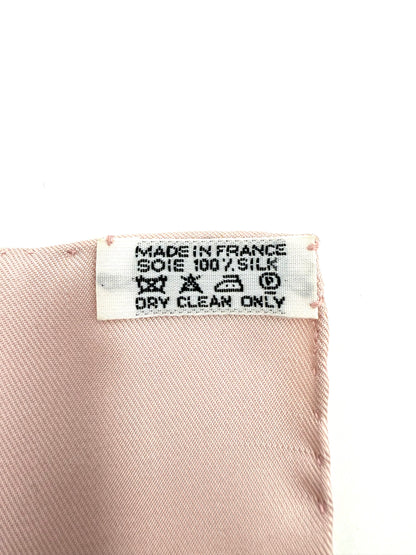 MADE IN FRANCE
SOIE 100% SILK
P
DRY CLEAN ONLY